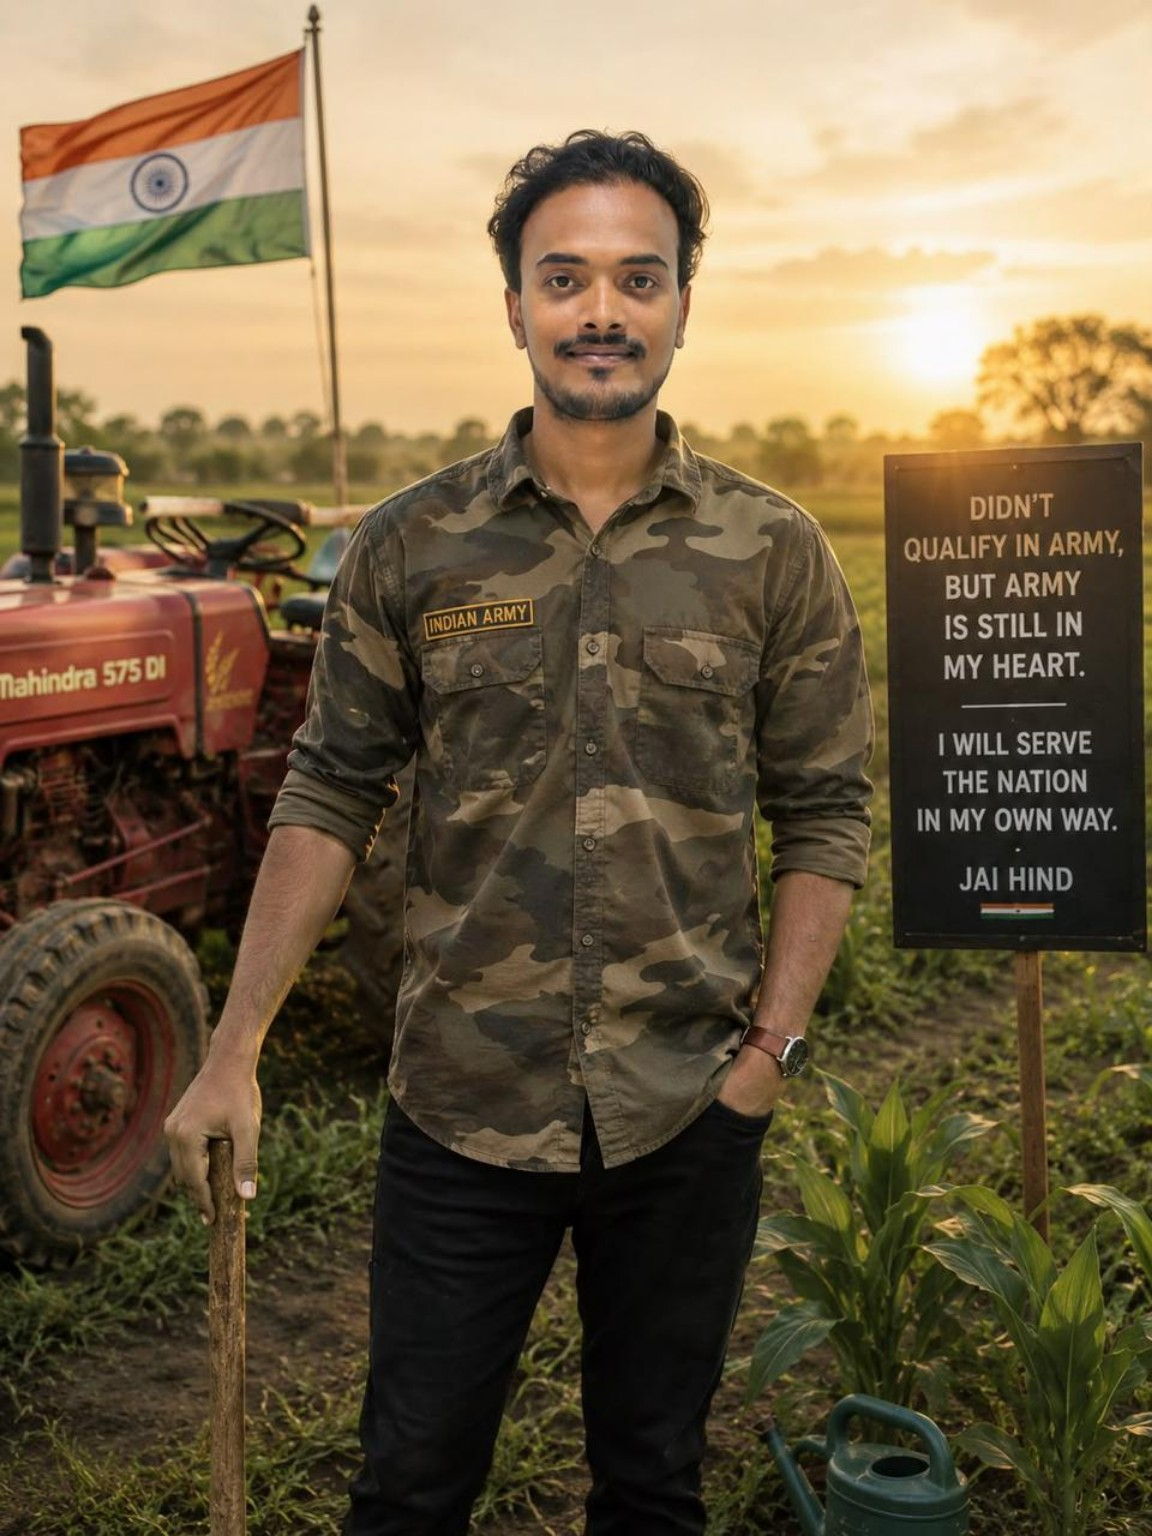 Mahindra 575 DI
INDIAN ARMY
DIDN'T
QUALIFY IN ARMY,
BUT ARMY
IS STILL IN
MY HEART.
I WILL SERVE
THE NATION
IN MY OWN WAY.
JAI HIND